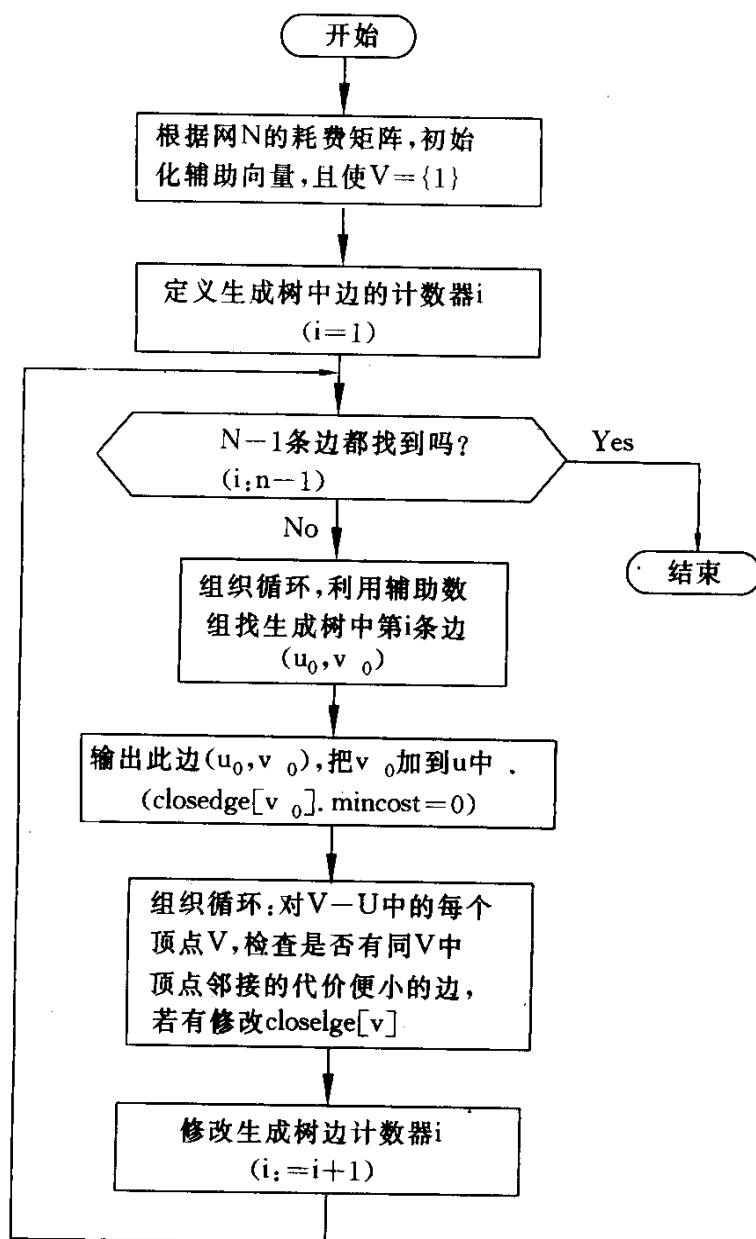 开始
根据网N的耗费矩阵,初始
化辅助向量,且使V={1}
定义生成树中边的计数器i
(i=1)
N-1条边都找到吗?
(i:n-1)
Yes
No
结束
组织循环,利用辅助数
组找生成树中第i条边
(u₀,v ₀)
输出此边(u₀,v ₀),把v ₀加到u中.
(closedge[v ₀].mincost=0)
组织循环:对V-U中的每个
顶点V,检查是否有同V中
顶点邻接的代价便小的边,
若有修改closelge[v]
修改生成树边计数器i
(i:=i+1)